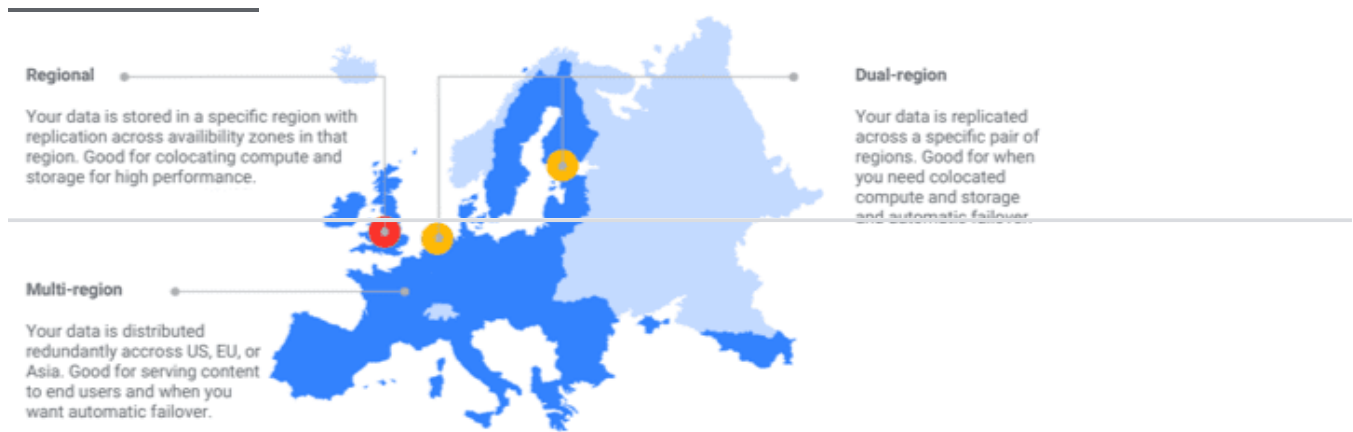 Regional
Your data is stored in a specific region with
replication across availibility zones in that
region. Good for colocating compute and
storage for high performance.
Dual-region
Your data is replicated
across a specific pair of
regions. Good for when
you need colocated
compute and storage
and automatic failover.
Multi-region
Your data is distributed
redundantly accross US, EU, or
Asia. Good for serving content
to end users and when you
want automatic failover.